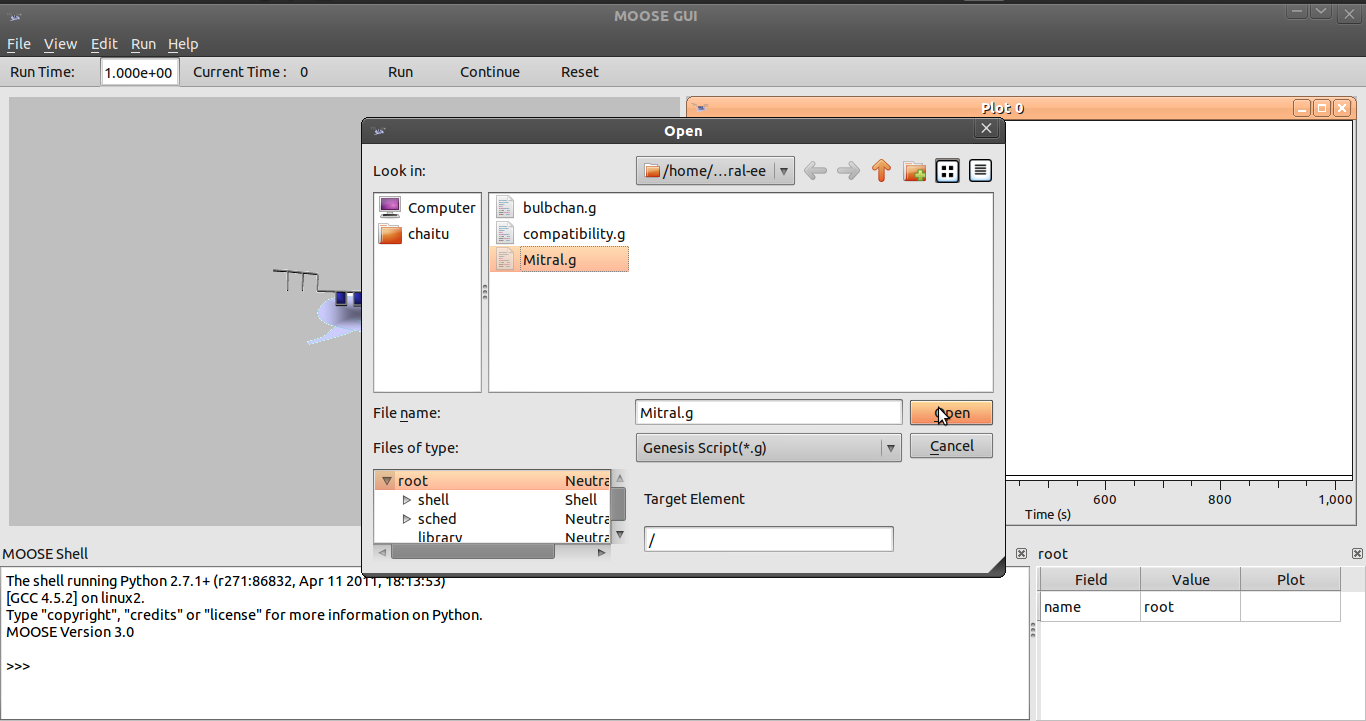 MOOSE GUI
File View Edit Run Help
Run Time: 1.000e+00 Current Time : 0 Run Continue Reset
Plot 0
Open
Look in: /home/...ral-ee
Computer
chaitu
bulbchan.g
compatibility.g
Mitral.g
File name: Mitral.g Open
Files of type: Genesis Script(*.g) Cancel
root Neutra
shell Shell
sched Neutra
library Neutra
Target Element
/
600 800 1,000
Time (s)
MOOSE Shell
The shell running Python 2.7.1+ (r271:86832, Apr 11 2011, 18:13:53)
[GCC 4.5.2] on linux2.
Type "copyright", "credits" or "license" for more information on Python.
MOOSE Version 3.0
>>>
root
Field Value Plot
name root